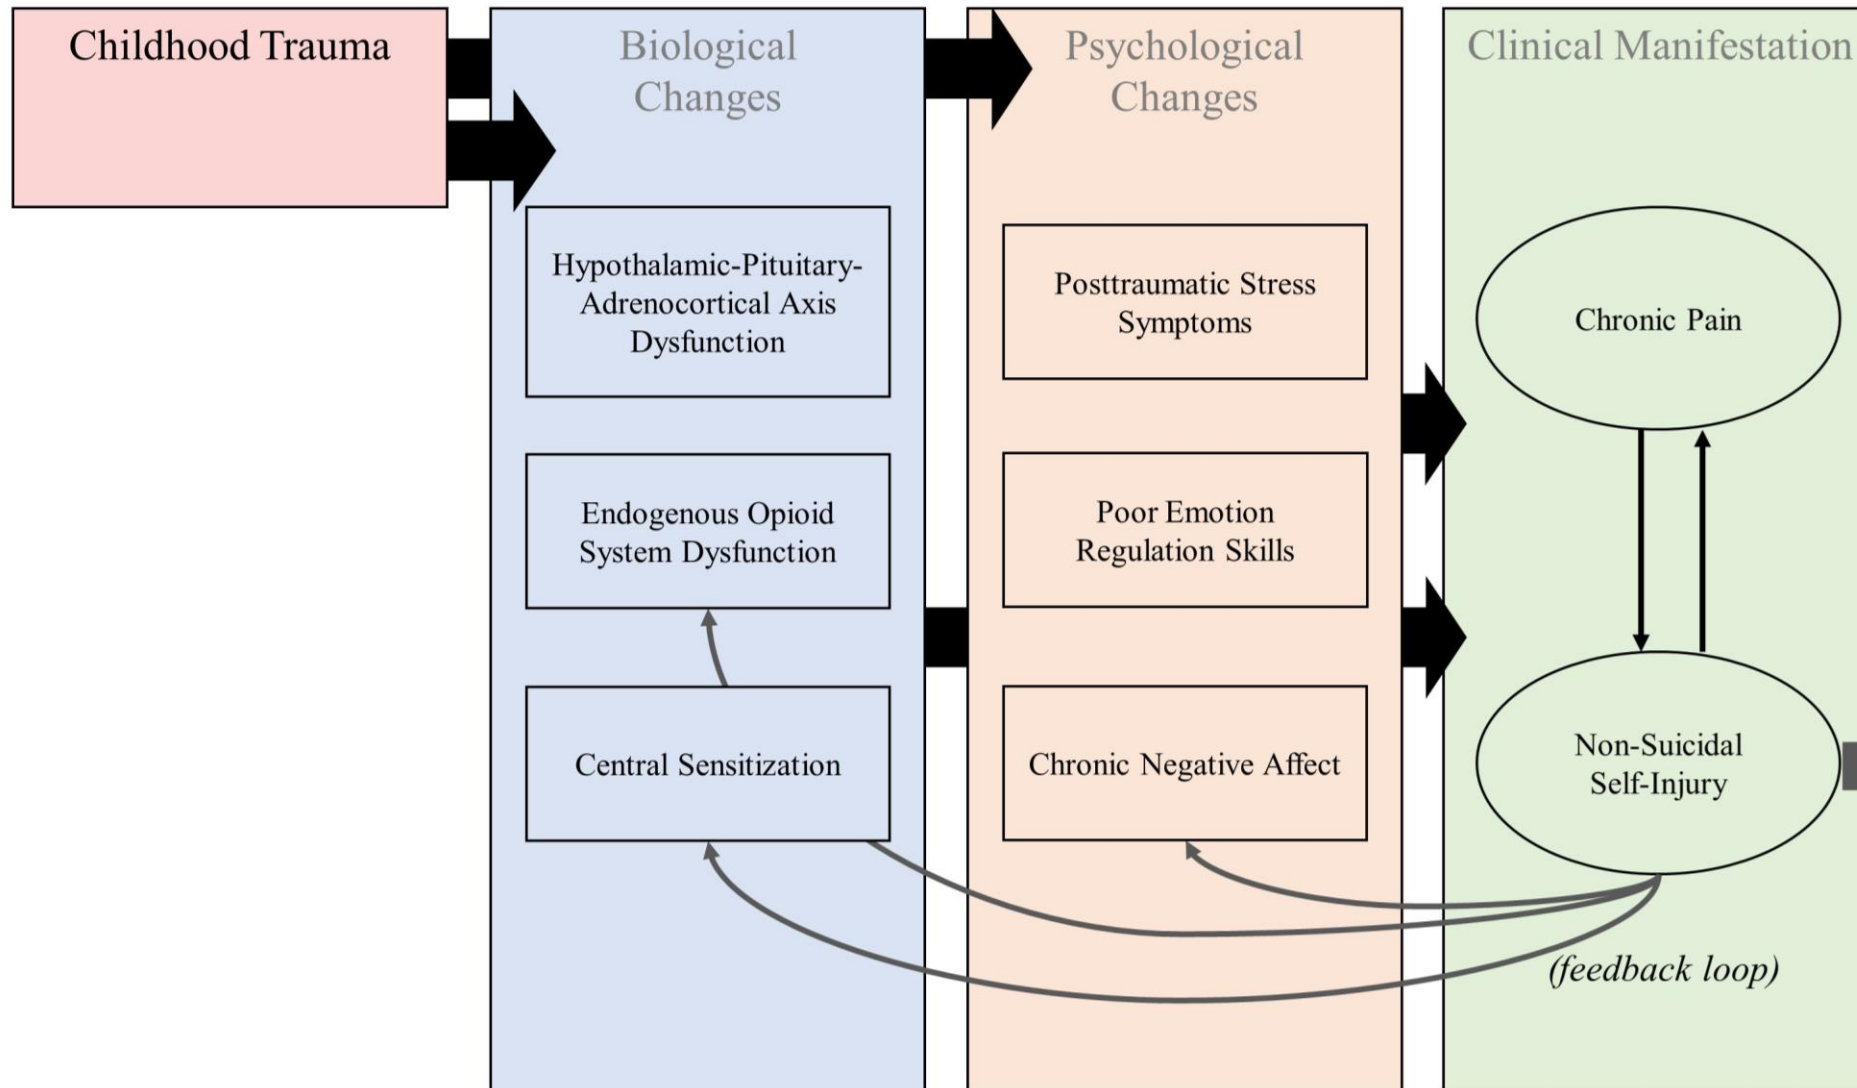 Childhood Trauma
Biological
Changes
Psychological
Changes
Clinical Manifestation
Hypothalamic-Pituitary-
Adrenocortical Axis
Dysfunction
Endogenous Opioid
System Dysfunction
Central Sensitization
Posttraumatic Stress
Symptoms
Poor Emotion
Regulation Skills
Chronic Negative Affect
Chronic Pain
Non-Suicidal
Self-Injury
(feedback loop)